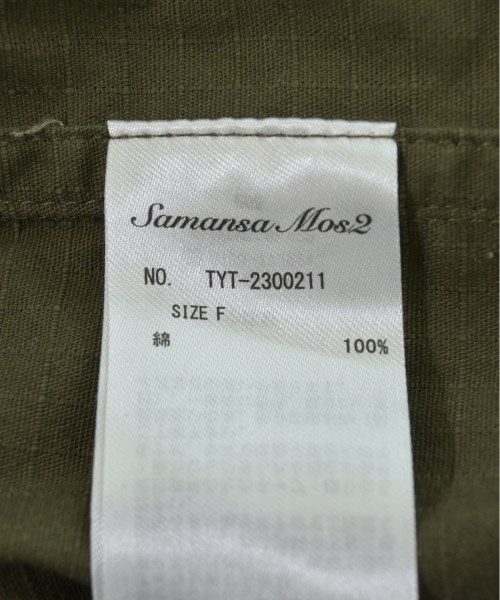 Samansa Mos2
NO. TYT-2300211
SIZE F
綿 100%